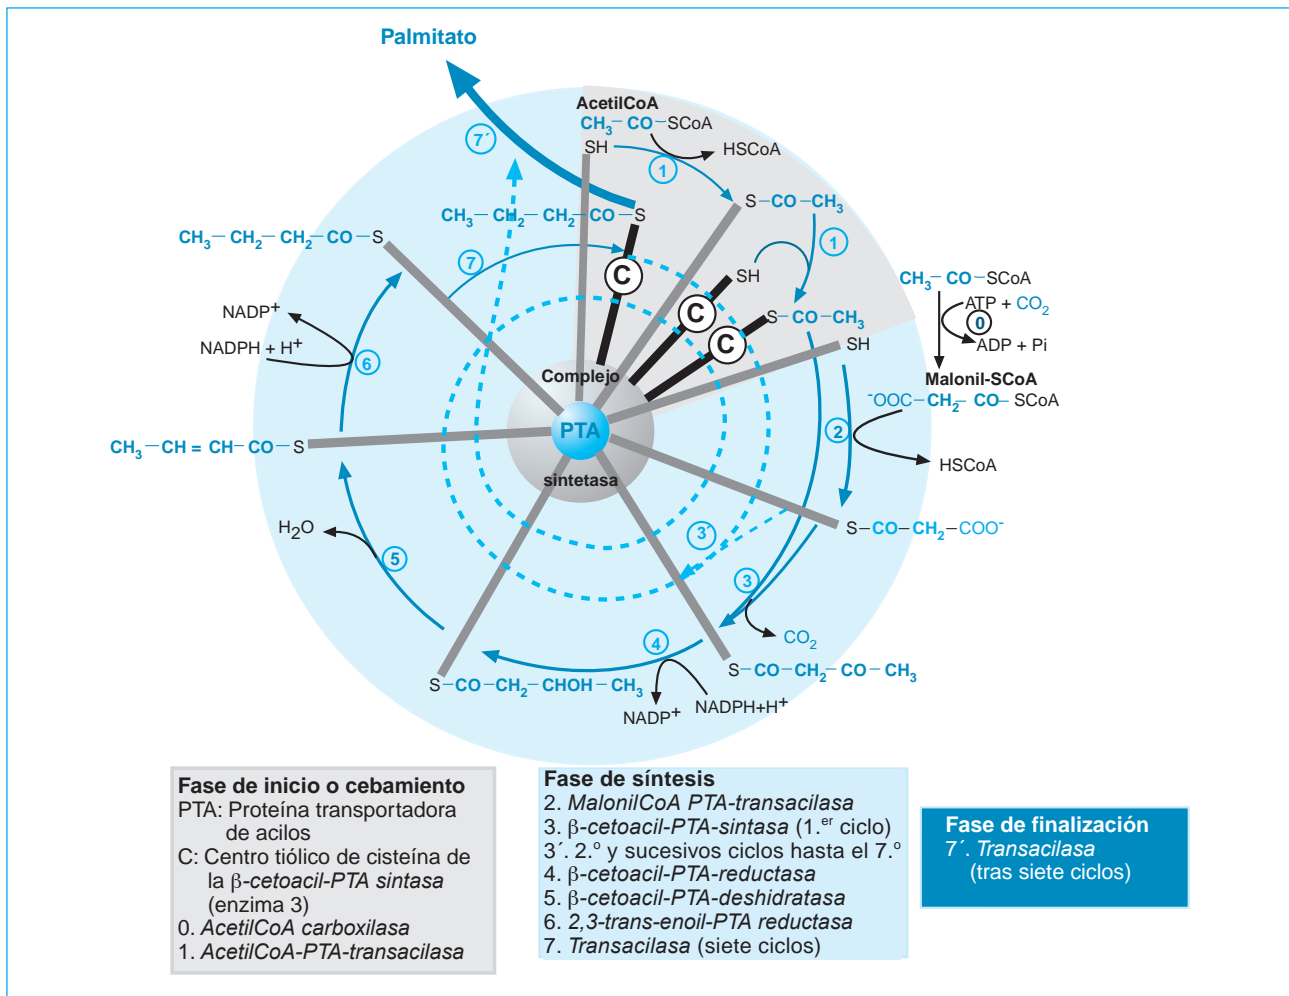 Palmitato
AcetilCoA
CH₃–CO–SCoA
SH
HSCoA
1
7´
S–CO–CH₃
1
CH₃–CH₂–CH₂–CO–S
CH₃–CH₂–CH₂–CO–S
7
C
SH
C
S–CO–CH₃
C
SH
CH₃–CO–SCoA
ATP + CO₂
0
ADP + Pi
Malonil-SCoA
⁻OOC–CH₂–CO–SCoA
2
HSCoA
NADP⁺
NADPH + H⁺
6
Complejo
PTA
sintetasa
CH₃–CH = CH–CO–S
S–CO–CH₂–COO⁻
H₂O
5
3´
3
CO₂
4
S–CO–CH₂–CO–CH₃
S–CO–CH₂–CHOH–CH₃
NADP⁺
NADPH+H⁺
Fase de inicio o cebamiento
PTA: Proteína transportadora
de acilos
C: Centro tiólico de cisteína de
la β-cetoacil-PTA sintasa
(enzima 3)
0. AcetilCoA carboxilasa
1. AcetilCoA-PTA-transacilasa
Fase de síntesis
2. MalonilCoA PTA-transacilasa
3. β-cetoacil-PTA-sintasa (1.ᵉʳ ciclo)
3´. 2.º y sucesivos ciclos hasta el 7.º
4. β-cetoacil-PTA-reductasa
5. β-cetoacil-PTA-deshidratasa
6. 2,3-trans-enoil-PTA reductasa
7. Transacilasa (siete ciclos)
Fase de finalización
7´. Transacilasa
(tras siete ciclos)